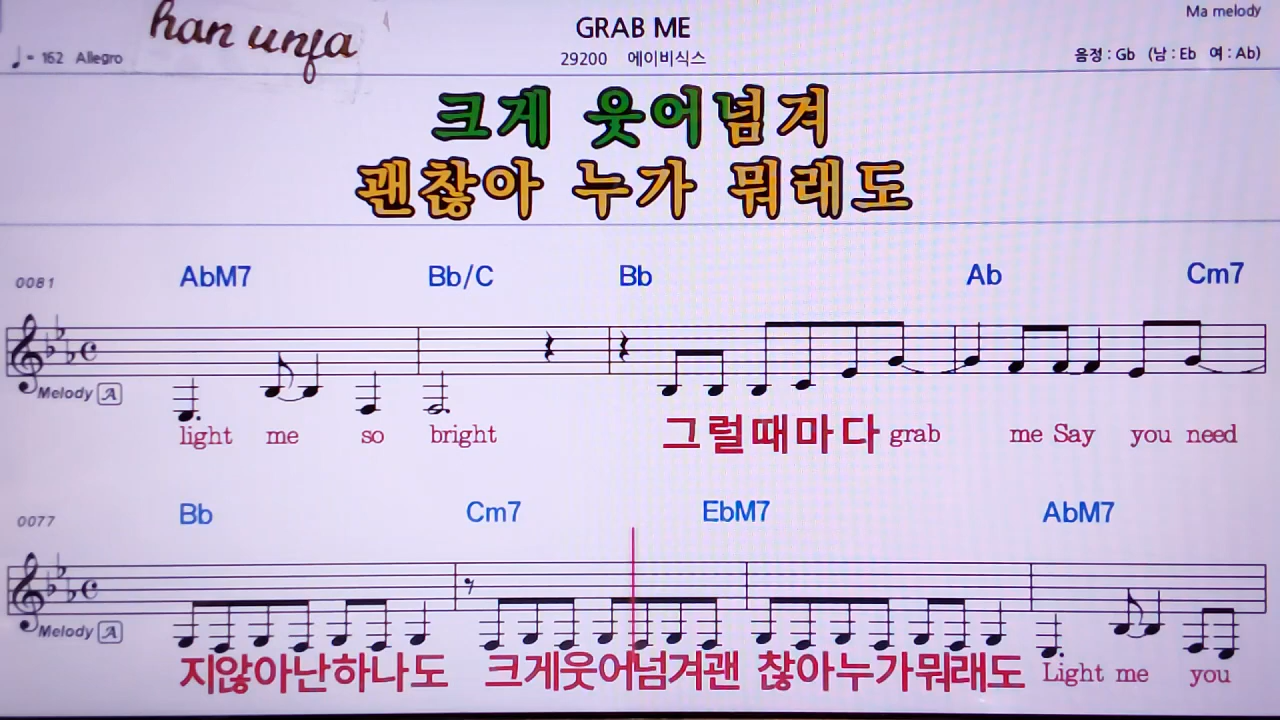 han unja
GRAB ME
Ma melody
♩ = 162 Allegro
29200 에이비식스
음정 : Gb (남 : Eb 여 : Ab)
크게 웃어넘겨
괜찮아 누가 뭐래도
0081 AbM7 Bb/C Bb Ab Cm7
Melody A
light me so bright 그럴때마다 grab me Say you need
0077 Bb Cm7 EbM7 AbM7
Melody A
지않아난하나도 크게웃어넘겨괜 찮아누가뭐래도 Light me you